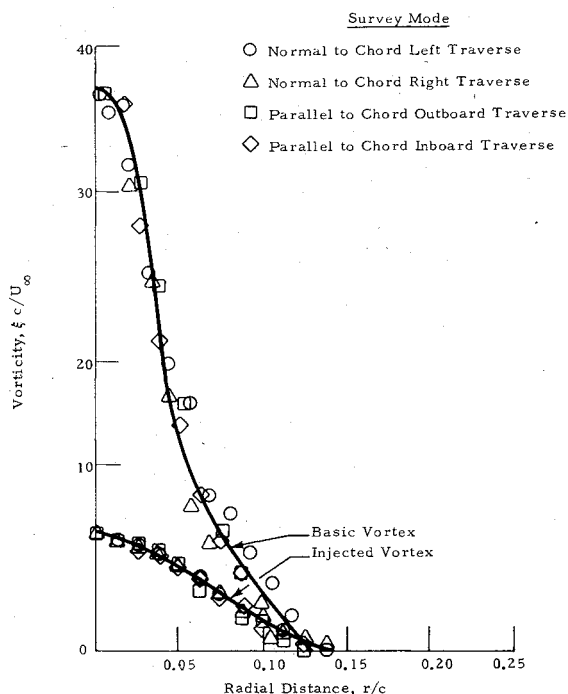 Survey Mode
Normal to Chord Left Traverse
Normal to Chord Right Traverse
Parallel to Chord Outboard Traverse
Parallel to Chord Inboard Traverse
40
30
20
10
0
Vorticity, ξ c/U∞
Basic Vortex
Injected Vortex
0.05
0.10
0.15
0.20
0.25
Radial Distance, r/c